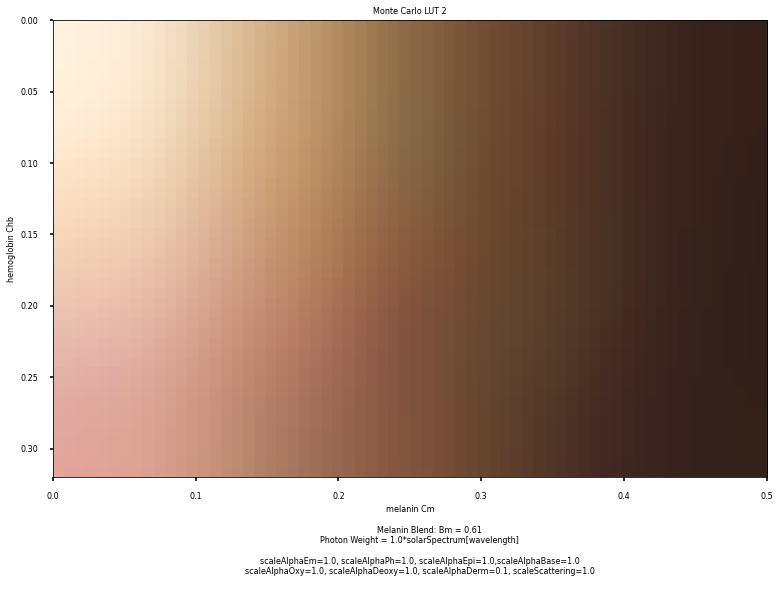 Monte Carlo LUT 2
0.00
0.05
0.10
0.15
0.20
0.25
0.30
hemoglobin Chb
0.0 0.1 0.2 0.3 0.4 0.5
melanin Cm
Melanin Blend: Bm = 0.61
Photon Weight = 1.0*solarSpectrum[wavelength]
scaleAlphaEm=1.0, scaleAlphaPh=1.0, scaleAlphaEpi=1.0,scaleAlphaBase=1.0
scaleAlphaOxy=1.0, scaleAlphaDeoxy=1.0, scaleAlphaDerm=0.1, scaleScattering=1.0